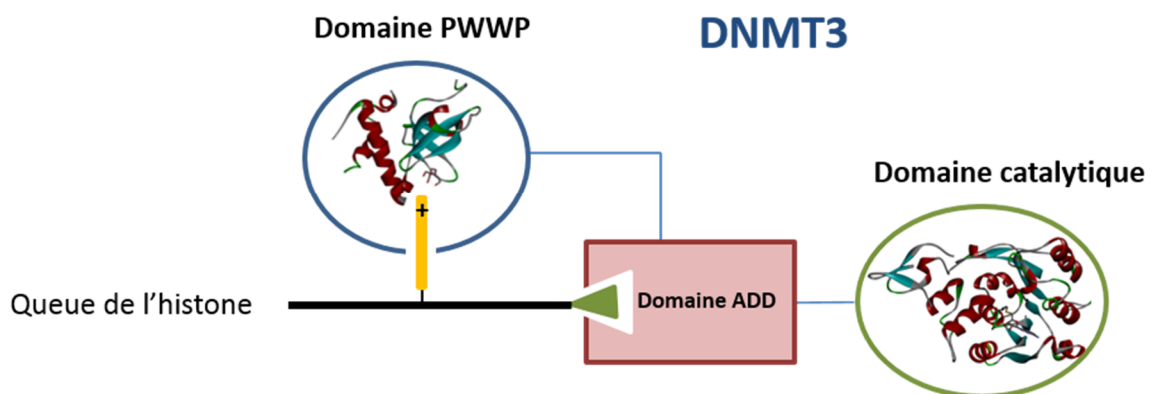 Domaine PWWP
DNMT3
Domaine catalytique
+
Queue de l’histone
Domaine ADD